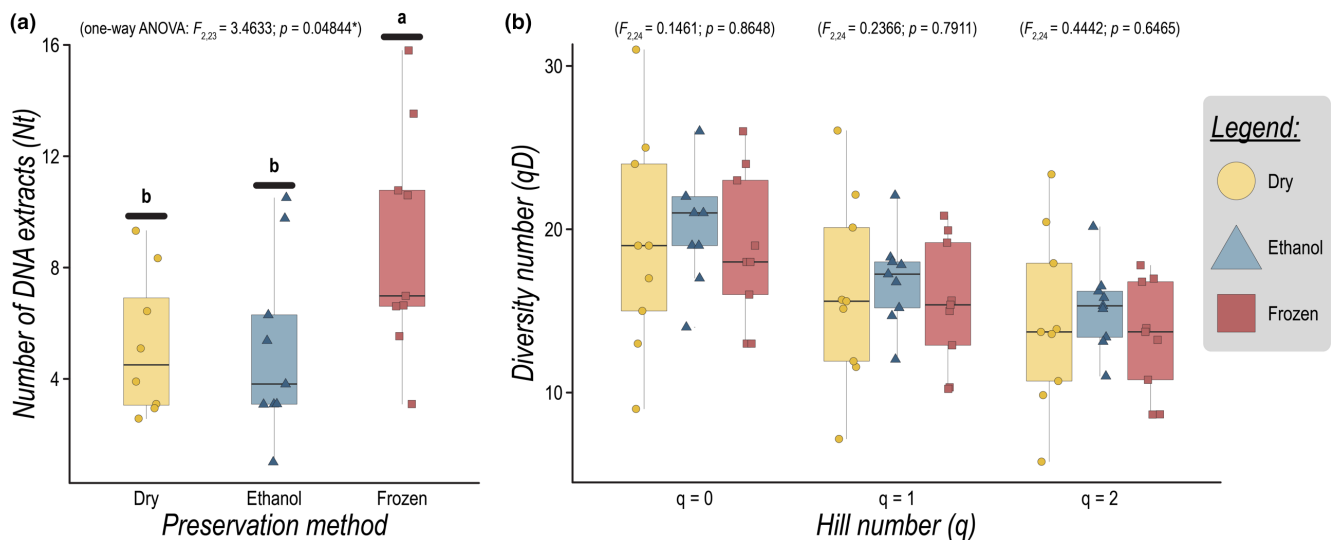 (a)
(one-way ANOVA: F2,23 = 3.4633; p = 0.04844*)
a
b
b
16
12
8
4
Number of DNA extracts (Nt)
Dry Ethanol Frozen
Preservation method
(b)
(F2,24 = 0.1461; p = 0.8648) (F2,24 = 0.2366; p = 0.7911) (F2,24 = 0.4442; p = 0.6465)
30
20
10
Diversity number (qD)
q = 0 q = 1 q = 2
Hill number (q)
Legend:
Dry
Ethanol
Frozen